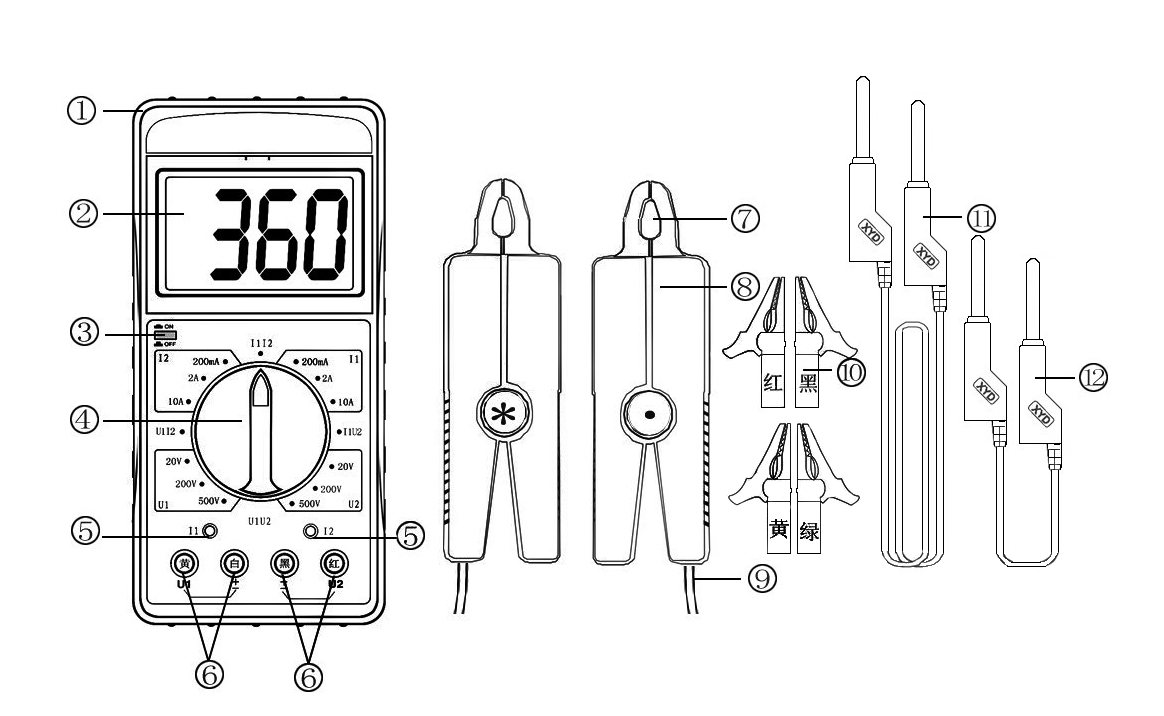 ①
②
360
③
ON
OFF
I1I2
I2
200mA
200mA
I1
2A
2A
10A
10A
④
U1I2
I1U2
20V
20V
200V
200V
U1
500V
500V
U2
U1U2
⑤
I1
I2
⑤
黄
白
黑
红
U1
±
±
U2
⑥
⑥
⑦
⑧
⑨
*
红
黑
⑩
黄
绿
XYD
XYD
⑪
XYD
XYD
⑫